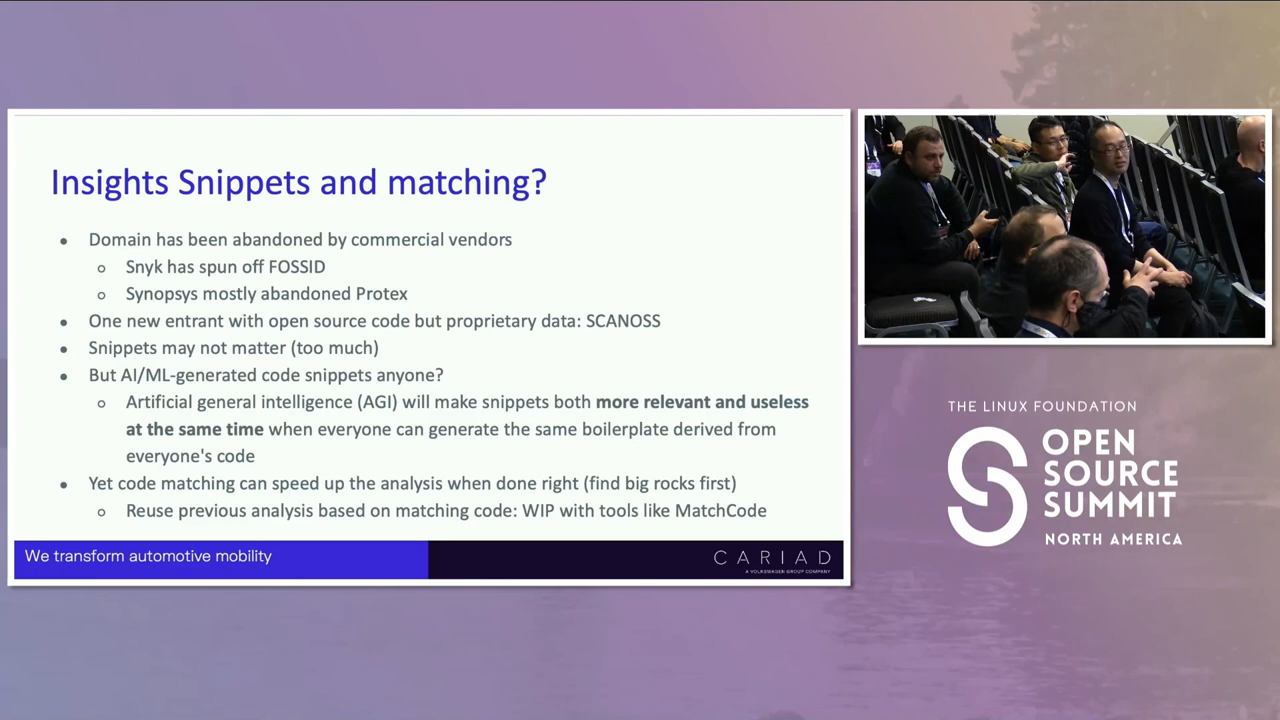 Insights Snippets and matching?
● Domain has been abandoned by commercial vendors
○ Snyk has spun off FOSSID
○ Synopsys mostly abandoned Protex
● One new entrant with open source code but proprietary data: SCANOSS
● Snippets may not matter (too much)
● But AI/ML-generated code snippets anyone?
○ Artificial general intelligence (AGI) will make snippets both more relevant and useless
at the same time when everyone can generate the same boilerplate derived from
everyone's code
● Yet code matching can speed up the analysis when done right (find big rocks first)
○ Reuse previous analysis based on matching code: WIP with tools like MatchCode
We transform automotive mobility
CARIAD
A VOLKSWAGEN GROUP COMPANY
THE LINUX FOUNDATION
OPEN
SOURCE
SUMMIT
NORTH AMERICA